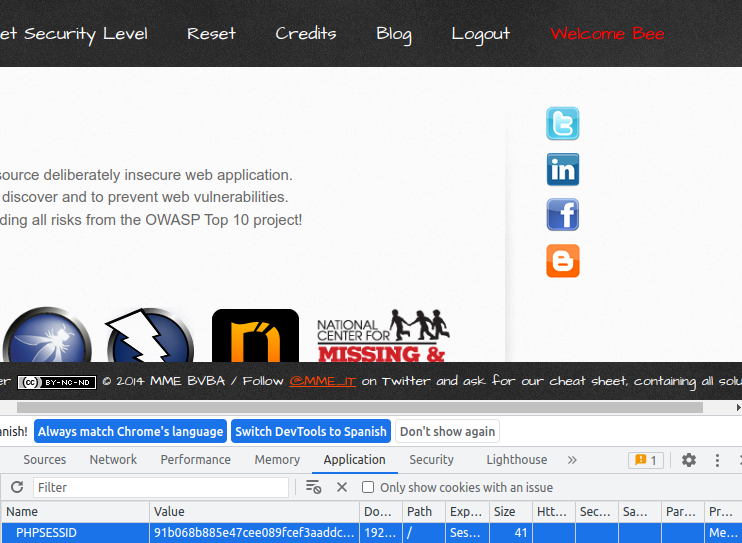 et Security Level Reset Credits Blog Logout Welcome Bee
source deliberately insecure web application.
discover and to prevent web vulnerabilities.
ding all risks from the OWASP Top 10 project!
NATIONAL
CENTER FOR
MISSING &
er (cc) BY-NC-ND © 2014 MME BVBA / Follow @MME_IT on Twitter and ask for our cheat sheet, containing all solu
anish! Always match Chrome's language Switch DevTools to Spanish Don't show again
Sources Network Performance Memory Application Security Lighthouse » 1
Filter Only show cookies with an issue
Name Value Do... Path Exp... Size Htt... Sec... Sa... Par... Pr...
PHPSESSID 91b068b885e47cee089fcef3aaddc... 192... / Ses... 41 Me...